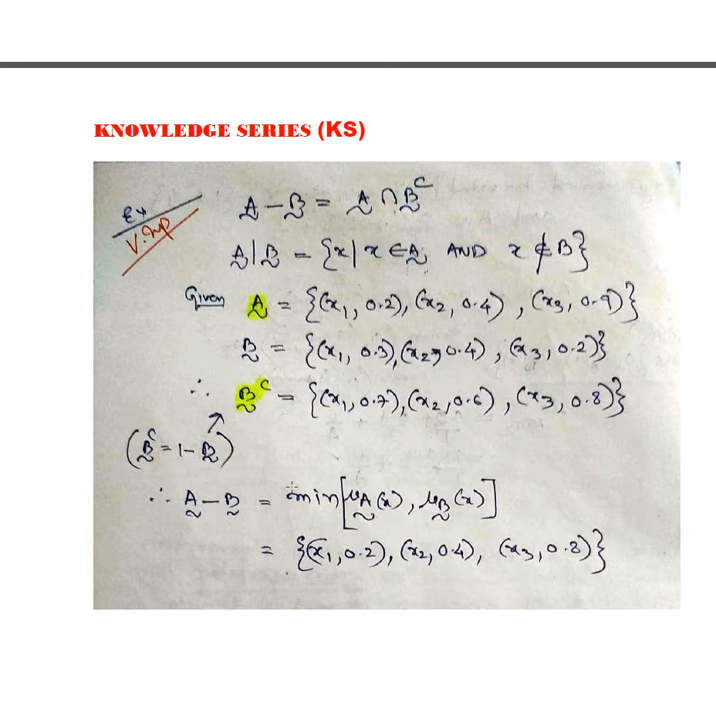 KNOWLEDGE SERIES (KS)
Ex
V.Imp
A - B = A ∩ B^C
A|B = {x | x ∈ A AND x ∉ B}
Given A = {(x1, 0.2), (x2, 0.4), (x3, 0.9)}
B = {(x1, 0.3), (x2, 0.4), (x3, 0.2)}
∴ B^C = {(x1, 0.7), (x2, 0.6), (x3, 0.8)}
(B^C = 1 - B)
∴ A - B = min[μA(x), μB(x)]
= {(x1, 0.2), (x2, 0.4), (x3, 0.8)}